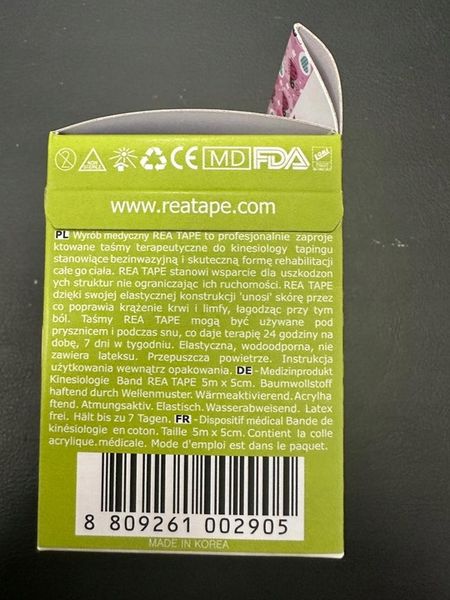 NON STERILE
CE MD FDA
www.reatape.com
PL Wyrób medyczny REA TAPE to profesjonalnie zaproje
ktowane taśmy terapeutyczne do kinesiology tapingu
stanowiące bezinwazyjną i skuteczną formę rehabilitacji
całe go ciała. REA TAPE stanowi wsparcie dla uszkodzon
ych struktur nie ograniczając ich ruchomości. REA TAPE
dzięki swojej elastycznej konstrukcji 'unosi' skórę przez
co poprawia krążenie krwi i limfy, łagodząc przy tym
ból. Taśmy REA TAPE mogą być używane pod
prysznicem i podczas snu, co daje terapię 24 godziny na
dobę, 7 dni w tygodniu. Elastyczna, wodoodporna, nie
zawiera lateksu. Przepuszcza powietrze. Instrukcja
użytkowania wewnątrz opakowania. DE - Medizinprodukt
Kinesiologie Band REA TAPE 5m x 5cm. Baumwollstoff
haftend durch Wellenmuster. Wärmeaktivierend. Acrylha
ftend. Atmungsaktiv. Elastisch. Wasserabweisend. Latex
frei. Hält bis zu 7 Tagen. FR - Dispositif médical Bande de
kinésiologie en coton. Taille 5m x 5cm. Contient la colle
acrylique. médicale. Mode d'emploi est dans le paquet.
8 809261 002905
MADE IN KOREA